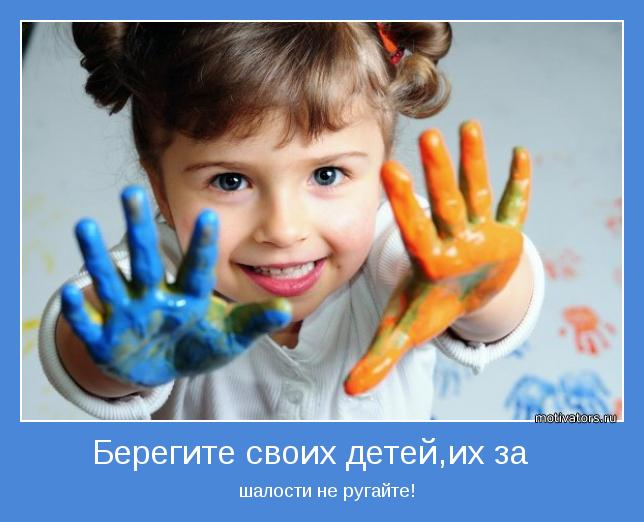 motivators.ru
Берегите своих детей,их за
шалости не ругайте!